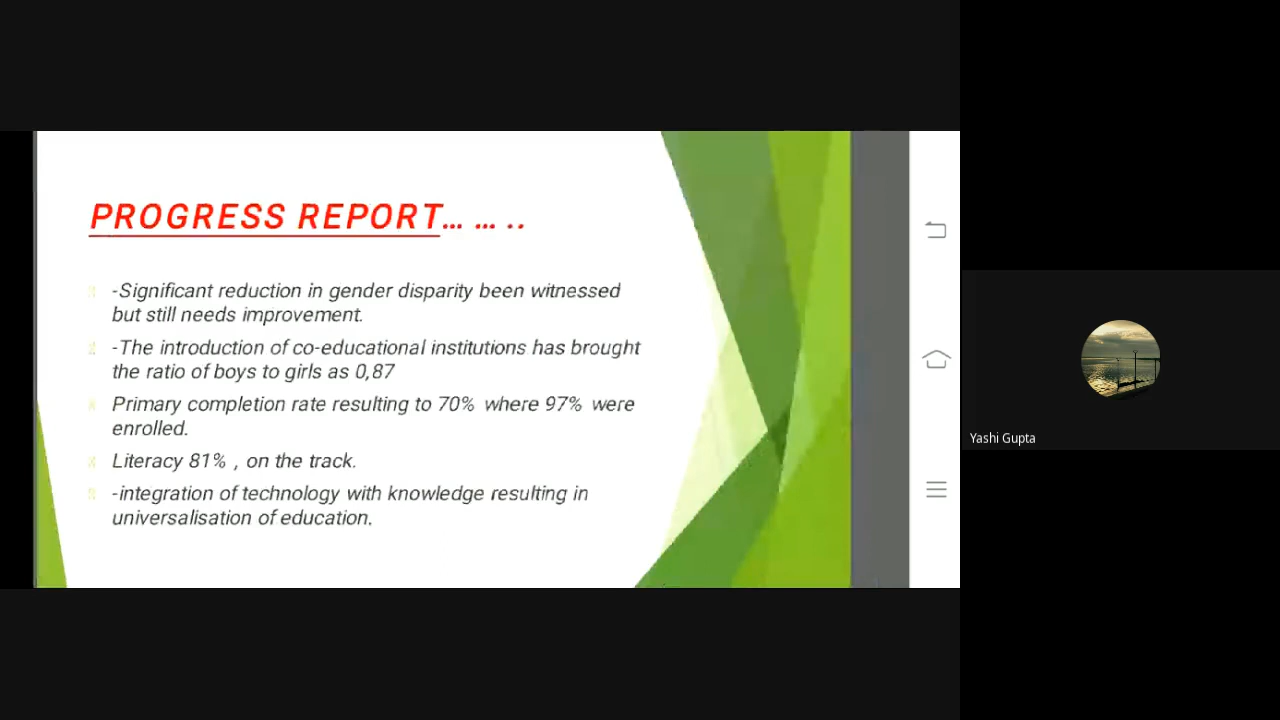 PROGRESS REPORT... ... ..
-Significant reduction in gender disparity been witnessed
but still needs improvement.
-The introduction of co-educational institutions has brought
the ratio of boys to girls as 0,87
Primary completion rate resulting to 70% where 97% were
enrolled.
Literacy 81% , on the track.
-integration of technology with knowledge resulting in
universalisation of education.
Yashi Gupta